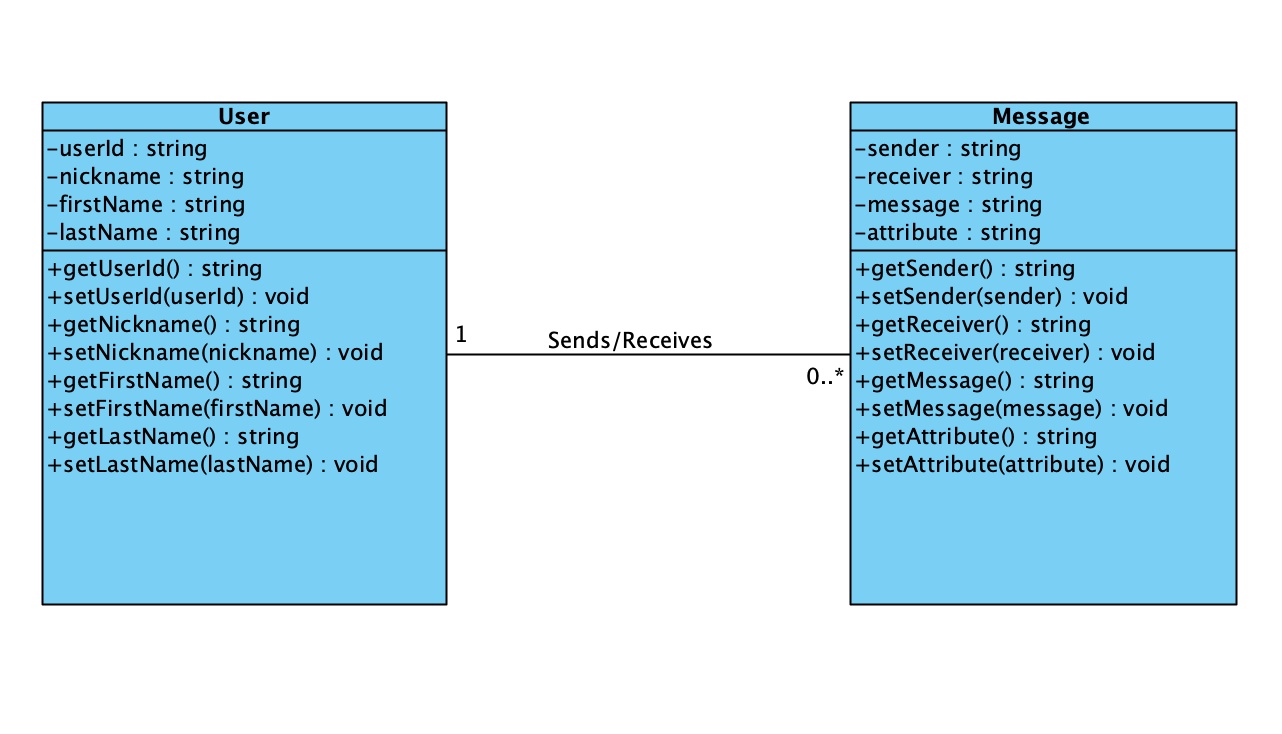 User
-userId : string
-nickname : string
-firstName : string
-lastName : string
+getUserId() : string
+setUserId(userId) : void
+getNickname() : string
+setNickname(nickname) : void
+getFirstName() : string
+setFirstName(firstName) : void
+getLastName() : string
+setLastName(lastName) : void
1
Sends/Receives
0..*
Message
-sender : string
-receiver : string
-message : string
-attribute : string
+getSender() : string
+setSender(sender) : void
+getReceiver() : string
+setReceiver(receiver) : void
+getMessage() : string
+setMessage(message) : void
+getAttribute() : string
+setAttribute(attribute) : void